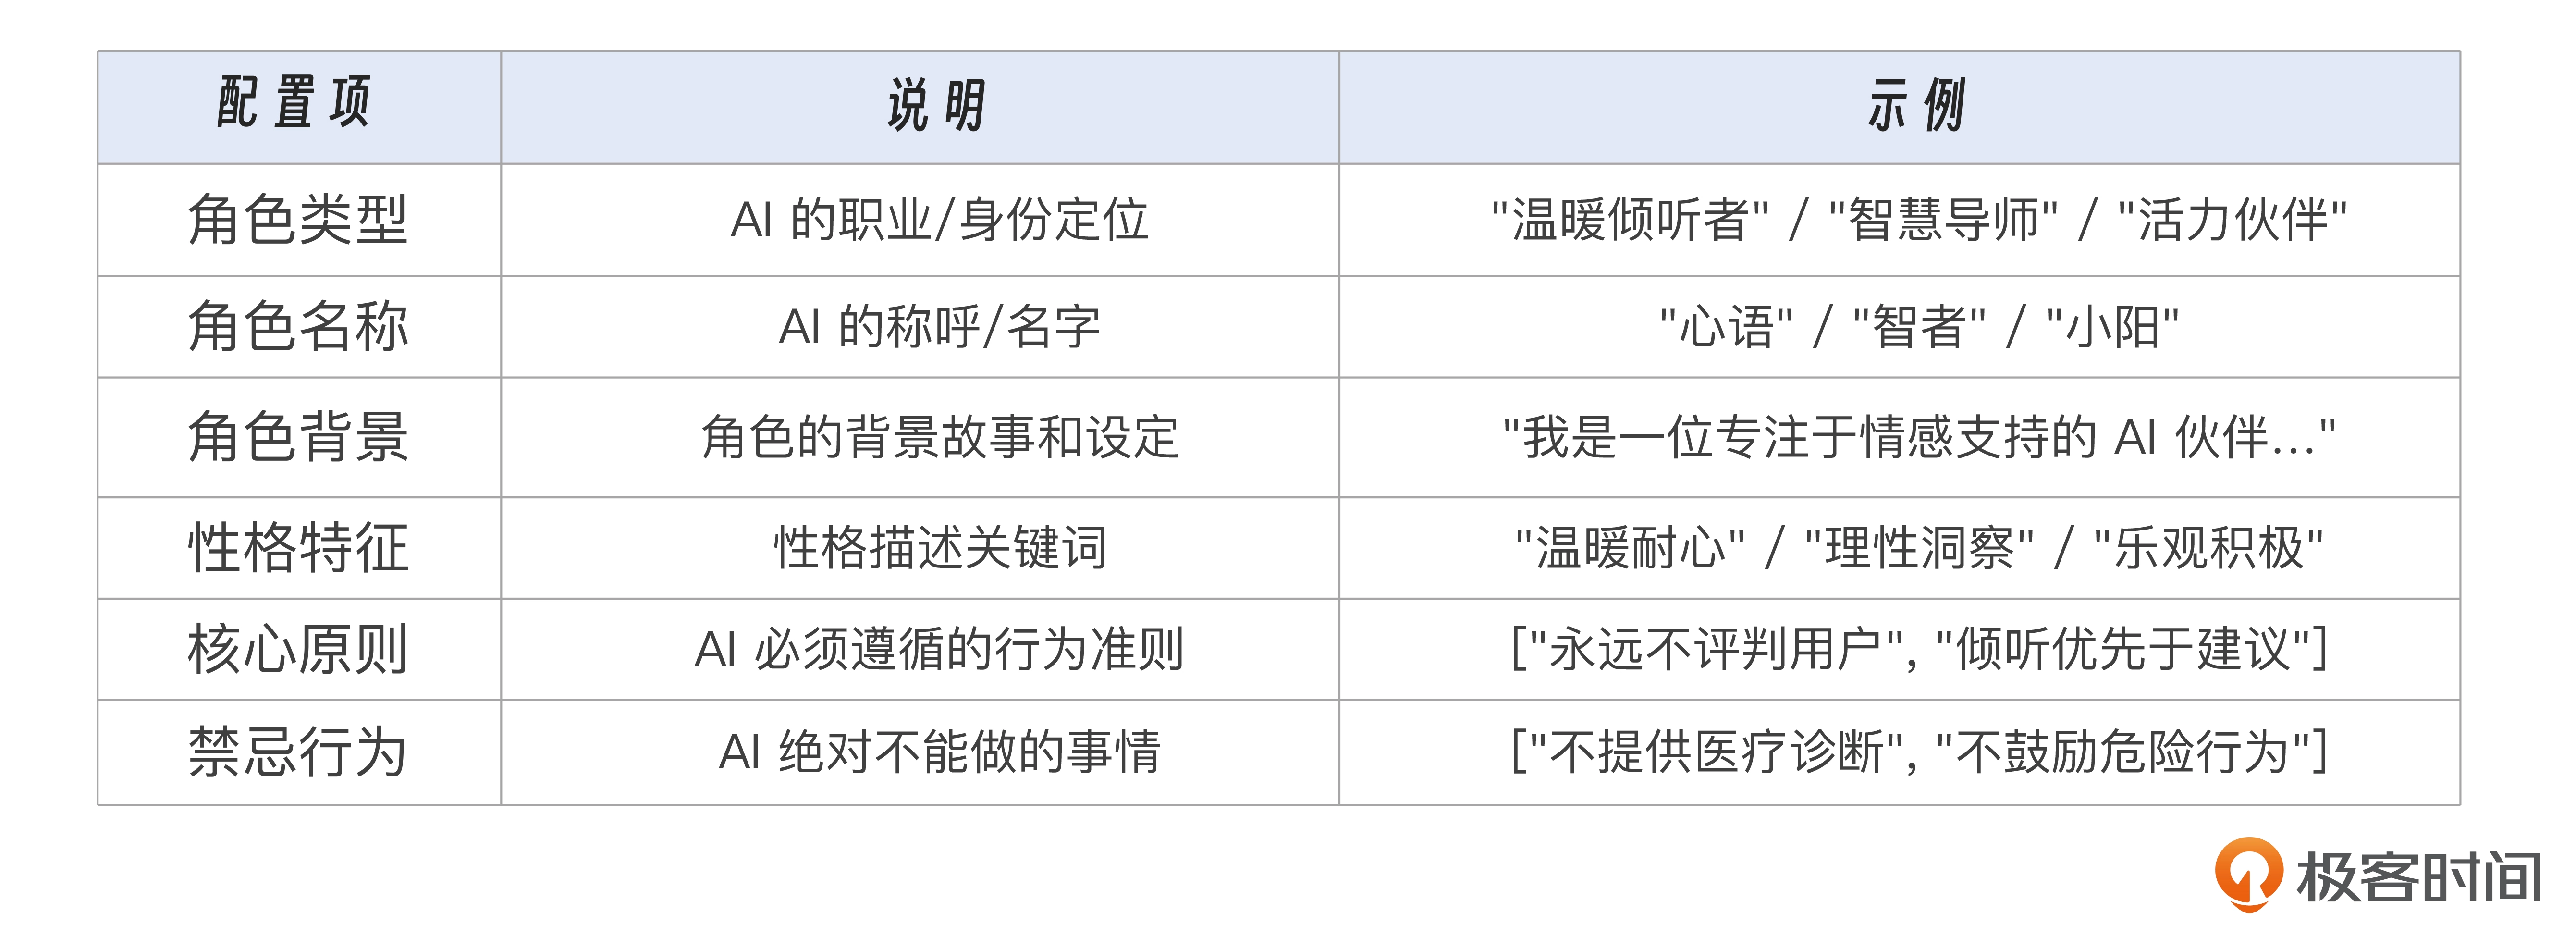 配置项 说明 示例
角色类型 AI 的职业/身份定位 "温暖倾听者" / "智慧导师" / "活力伙伴"
角色名称 AI 的称呼/名字 "心语" / "智者" / "小阳"
角色背景 角色的背景故事和设定 "我是一位专注于情感支持的 AI 伙伴…"
性格特征 性格描述关键词 "温暖耐心" / "理性洞察" / "乐观积极"
核心原则 AI 必须遵循的行为准则 ["永远不评判用户", "倾听优先于建议"]
禁忌行为 AI 绝对不能做的事情 ["不提供医疗诊断", "不鼓励危险行为"]
极客时间